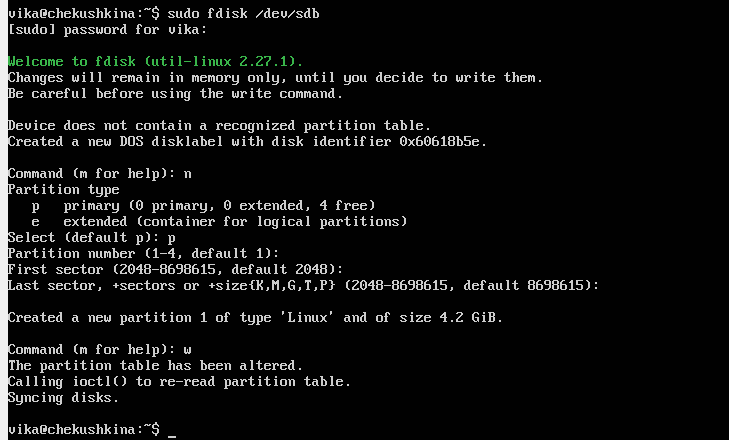 vika@chekushkina:~$ sudo fdisk /dev/sdb
[sudo] password for vika:
Welcome to fdisk (util-linux 2.27.1).
Changes will remain in memory only, until you decide to write them.
Be careful before using the write command.
Device does not contain a recognized partition table.
Created a new DOS disklabel with disk identifier 0x60618b5e.
Command (m for help): n
Partition type
   p   primary (0 primary, 0 extended, 4 free)
   e   extended (container for logical partitions)
Select (default p): p
Partition number (1-4, default 1):
First sector (2048-8698615, default 2048):
Last sector, +sectors or +size{K,M,G,T,P} (2048-8698615, default 8698615):
Created a new partition 1 of type 'Linux' and of size 4.2 GiB.
Command (m for help): w
The partition table has been altered.
Calling ioctl() to re-read partition table.
Syncing disks.
vika@chekushkina:~$ _